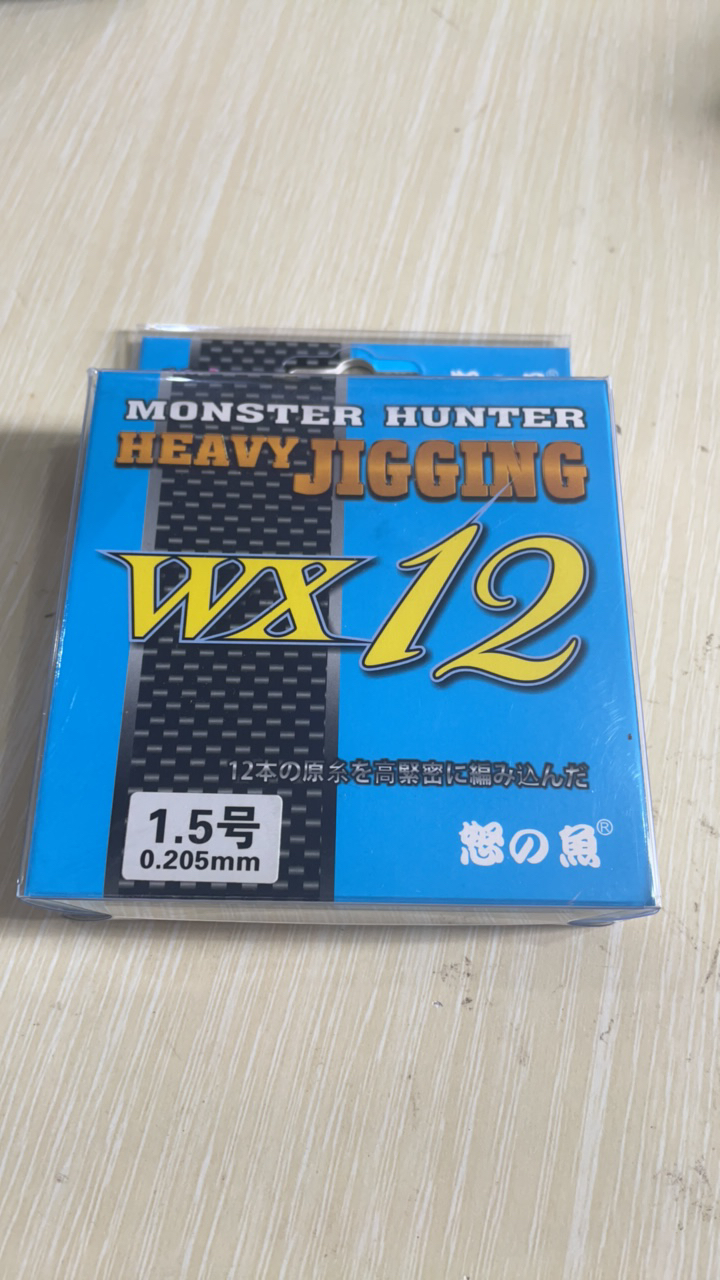 MONSTER HUNTER
HEAVY JIGGING
WX12
12本の原糸を高緊密に編み込んだ
1.5号
0.205mm
怒の魚®